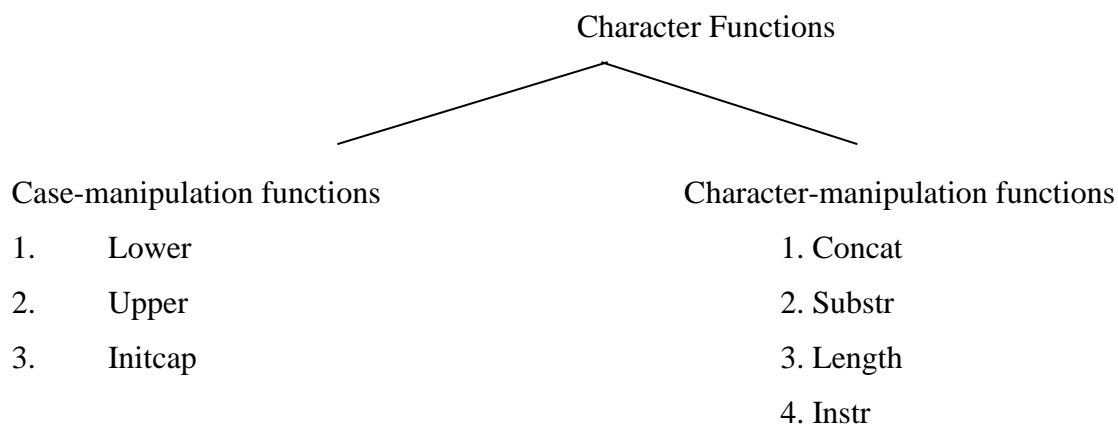 Character Functions
Case-manipulation functions
1. Lower
2. Upper
3. Initcap
Character-manipulation functions
1. Concat
2. Substr
3. Length
4. Instr